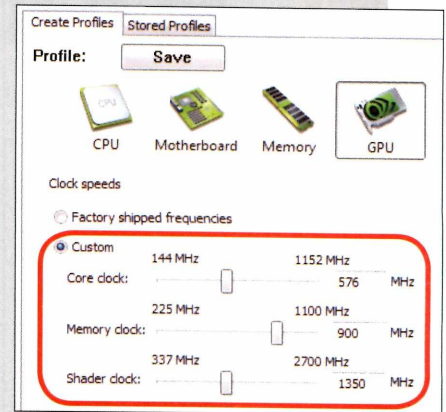 Create Profiles Stored Profiles
Profile: Save
CPU
CPU Motherboard Memory GPU
Clock speeds
Factory shipped frequencies
Custom
144 MHz 1152 MHz
Core clock: 576 MHz
225 MHz 1100 MHz
Memory clock: 900 MHz
337 MHz 2700 MHz
Shader clock: 1350 MHz